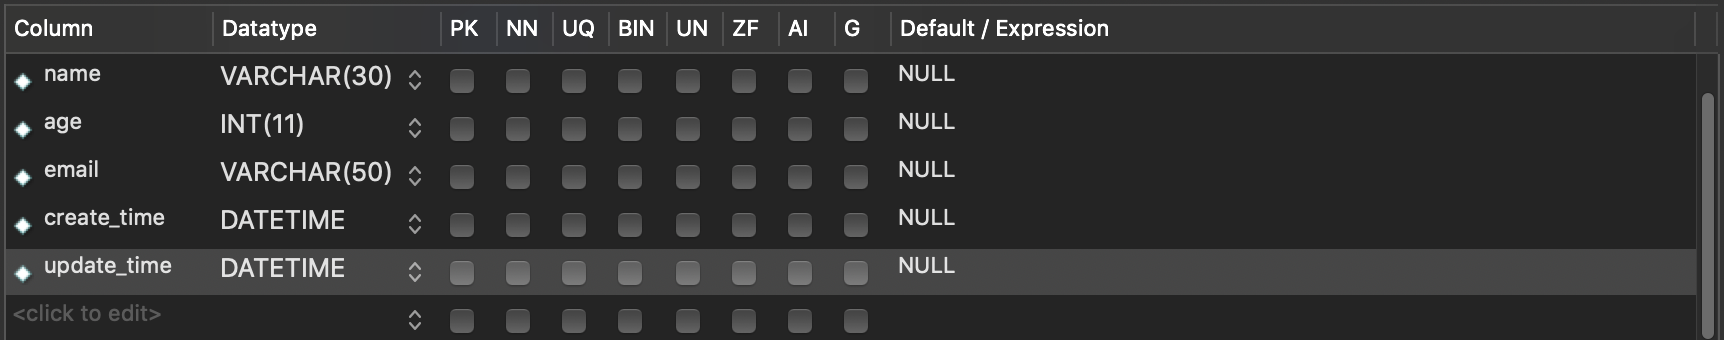 Column Datatype PK NN UQ BIN UN ZF AI G Default / Expression
name VARCHAR(30) NULL
age INT(11) NULL
email VARCHAR(50) NULL
create_time DATETIME NULL
update_time DATETIME NULL
<click to edit>